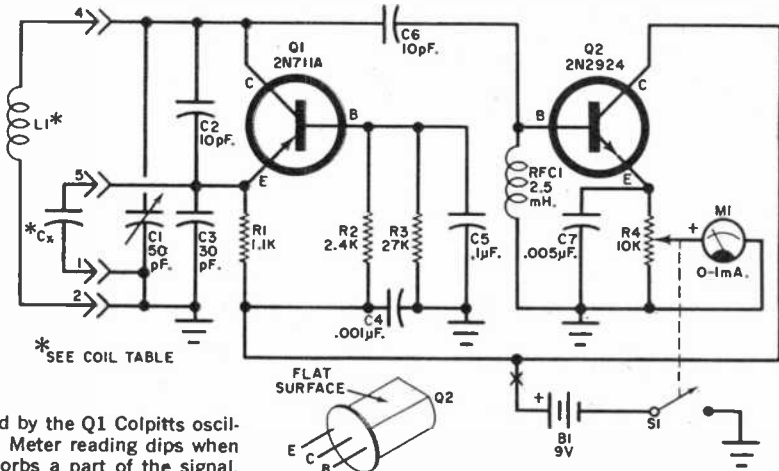 4
C6
10pF.
Q1
2N711A
Q2
2N2924
C
C
L1*
C2
10pF.
B
B
E
E
5
RFC1
2.5
mH.
*Cx
C1
50
pF.
C3
30
pF.
R1
1.1K
R2
2.4K
R3
27K
C5
.1µF.
C7
.005µF.
R4
10K
+
M1
0-1mA.
1
2
C4
.001µF.
*SEE COIL TABLE
FLAT
SURFACE
Q2
E
C
B
+
B1
9V
S1
d by the Q1 Colpitts oscil-
Meter reading dips when
orbs a part of the signal.